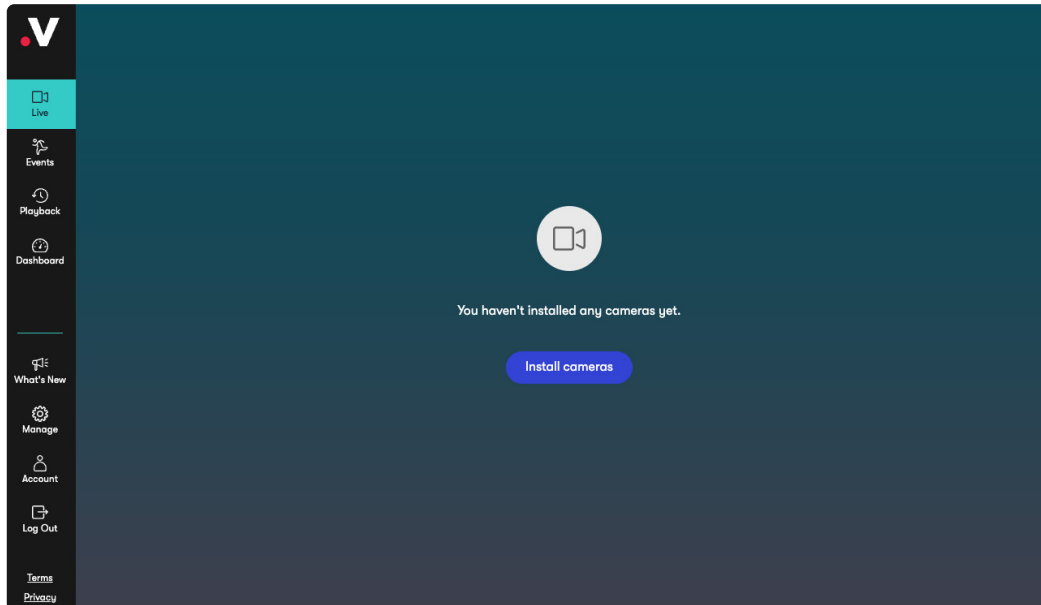 .V
Live
Events
Playback
Dashboard
What's New
Manage
Account
Log Out
Terms
Privacy
You haven't installed any cameras yet.
Install cameras